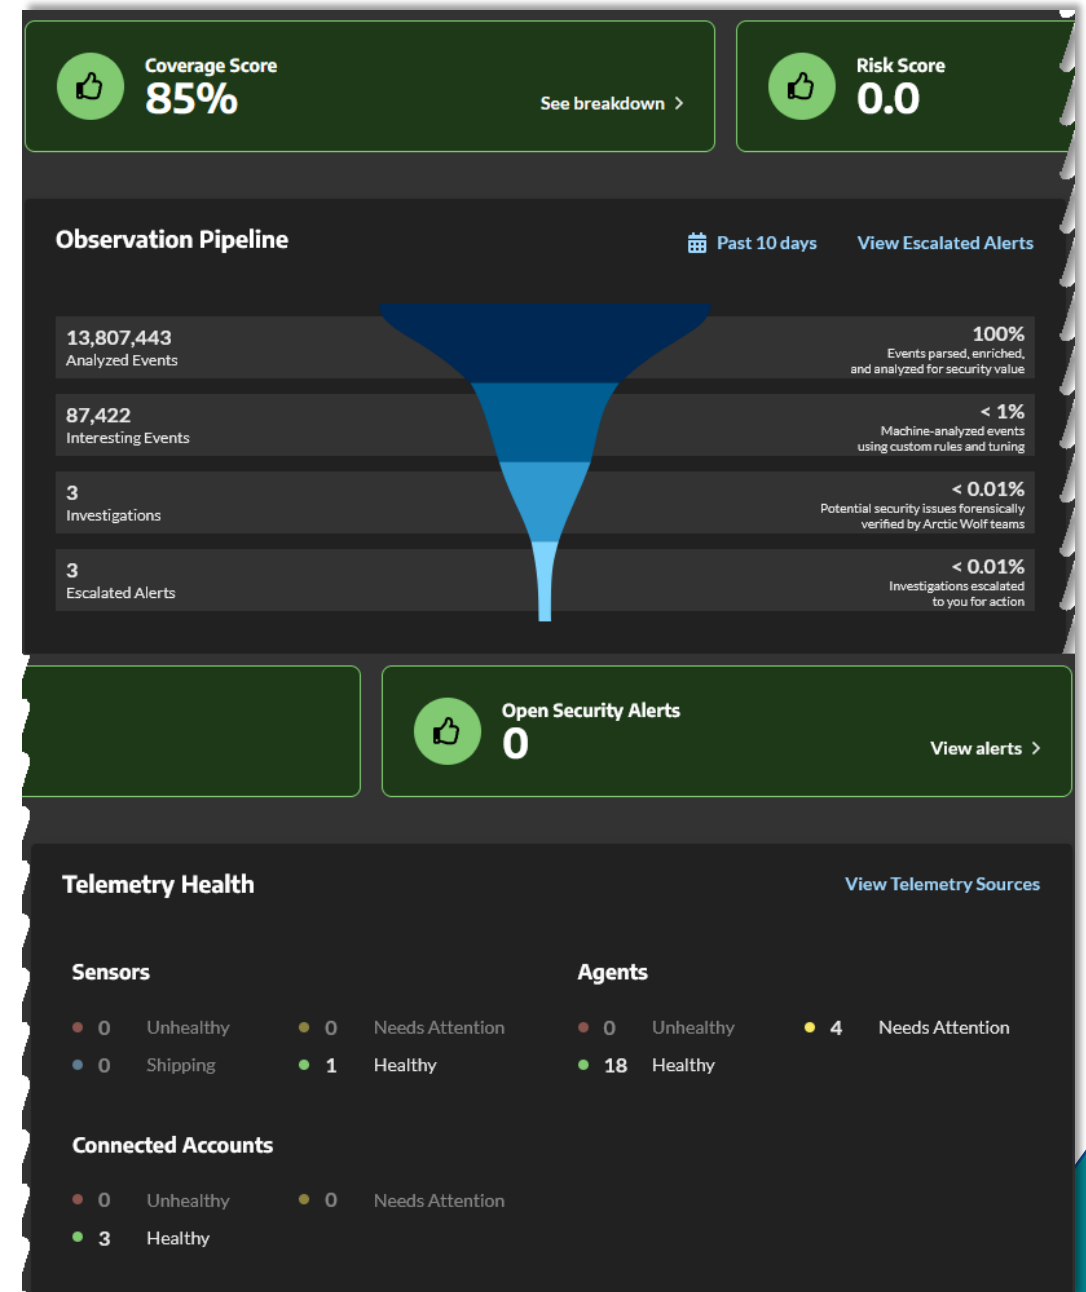 Coverage Score
85%
See breakdown
Risk Score
0.0
Observation Pipeline
Past 10 days
View Escalated Alerts
13,807,443
Analyzed Events
100%
Events parsed, enriched,
and analyzed for security value
87,422
Interesting Events
< 1%
Machine-analyzed events
using custom rules and tuning
3
Investigations
< 0.01%
Potential security issues forensically
verified by Arctic Wolf teams
3
Escalated Alerts
< 0.01%
Investigations escalated
to you for action
Open Security Alerts
0
View alerts
Telemetry Health
View Telemetry Sources
Sensors
0 Unhealthy
0 Needs Attention
0 Shipping
1 Healthy
Agents
0 Unhealthy
4 Needs Attention
18 Healthy
Connected Accounts
0 Unhealthy
0 Needs Attention
3 Healthy